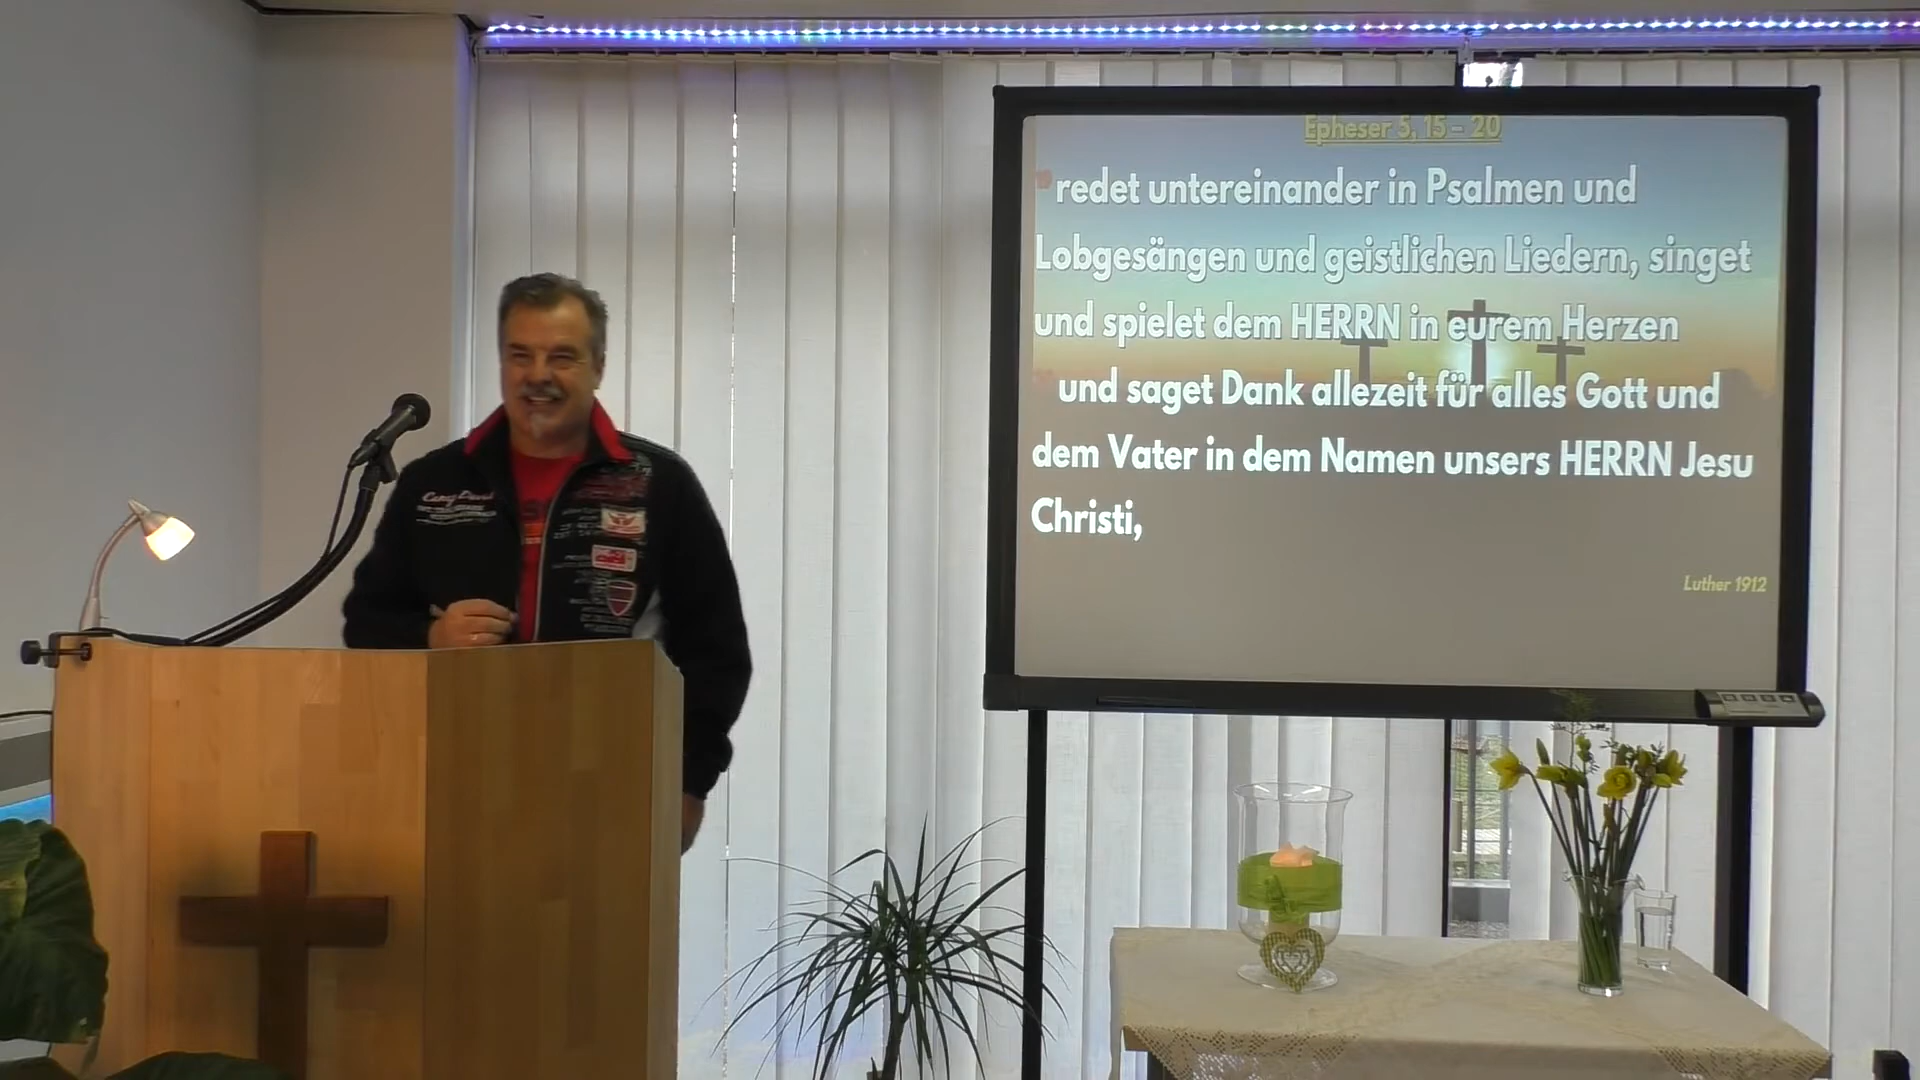 Epheser 5, 15 – 20
redet untereinander in Psalmen und
Lobgesängen und geistlichen Liedern, singet
und spielet dem HERRN in eurem Herzen
und saget Dank allezeit für alles Gott und
dem Vater in dem Namen unsers HERRN Jesu
Christi,
Luther 1912